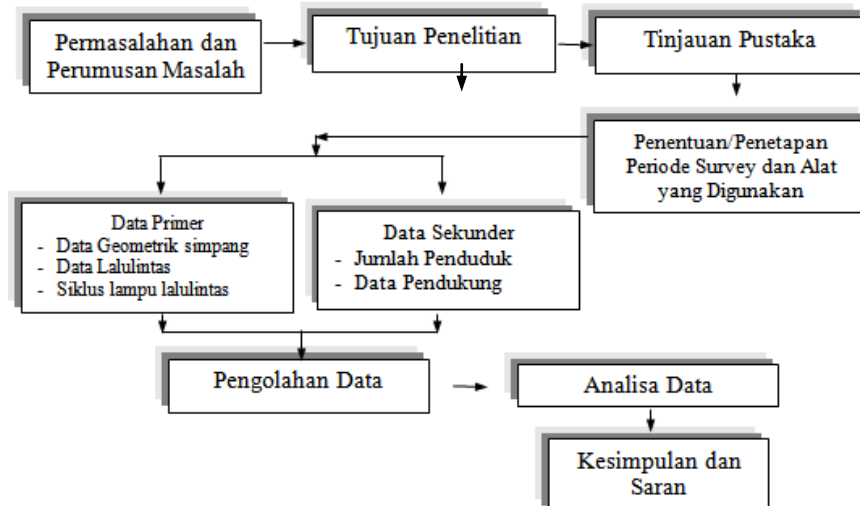 Permasalahan dan
Perumusan Masalah
Tujuan Penelitian
Tinjauan Pustaka
Penentuan/Penetapan
Periode Survey dan Alat
yang Digunakan
Data Primer
- Data Geometrik simpang
- Data Lalulintas
- Siklus lampu lalulintas
Data Sekunder
- Jumlah Penduduk
- Data Pendukung
Pengolahan Data
Analisa Data
Kesimpulan dan
Saran